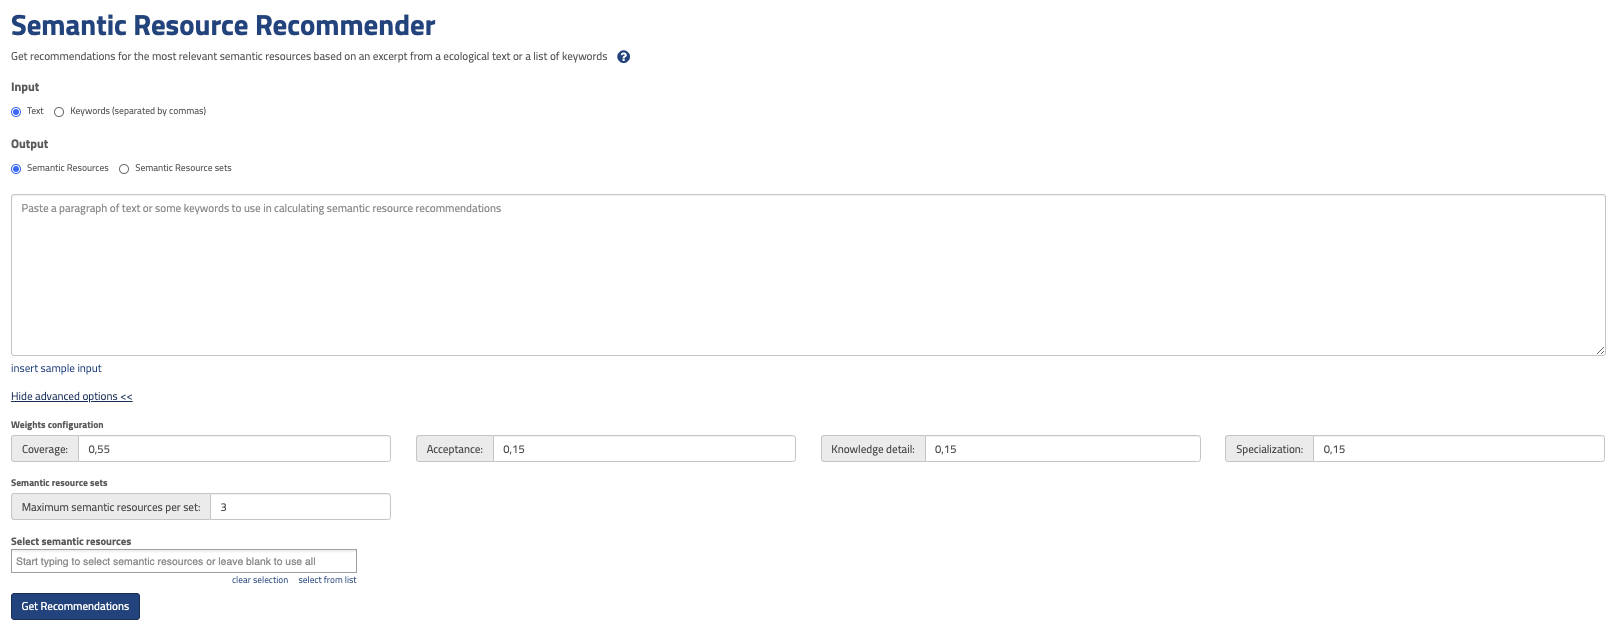 Semantic Resource Recommender
Get recommendations for the most relevant semantic resources based on an excerpt from a ecological text or a list of keywords ?
Input
Text Keywords (separated by commas)
Output
Semantic Resources Semantic Resource sets
Paste a paragraph of text or some keywords to use in calculating semantic resource recommendations
insert sample input
Hide advanced options <<
Weights configuration
Coverage: 0,55 Acceptance: 0,15 Knowledge detail: 0,15 Specialization: 0,15
Semantic resource sets
Maximum semantic resources per set: 3
Select semantic resources
Start typing to select semantic resources or leave blank to use all
clear selection select from list
Get Recommendations